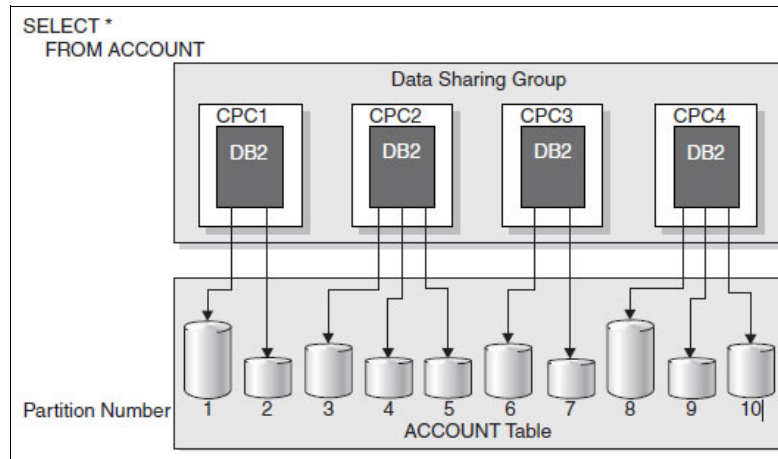 SELECT *
FROM ACCOUNT
Data Sharing Group
CPC1 CPC2 CPC3 CPC4
DB2 DB2 DB2 DB2
Partition Number 1 2 3 4 5 6 7 8 9 10
ACCOUNT Table